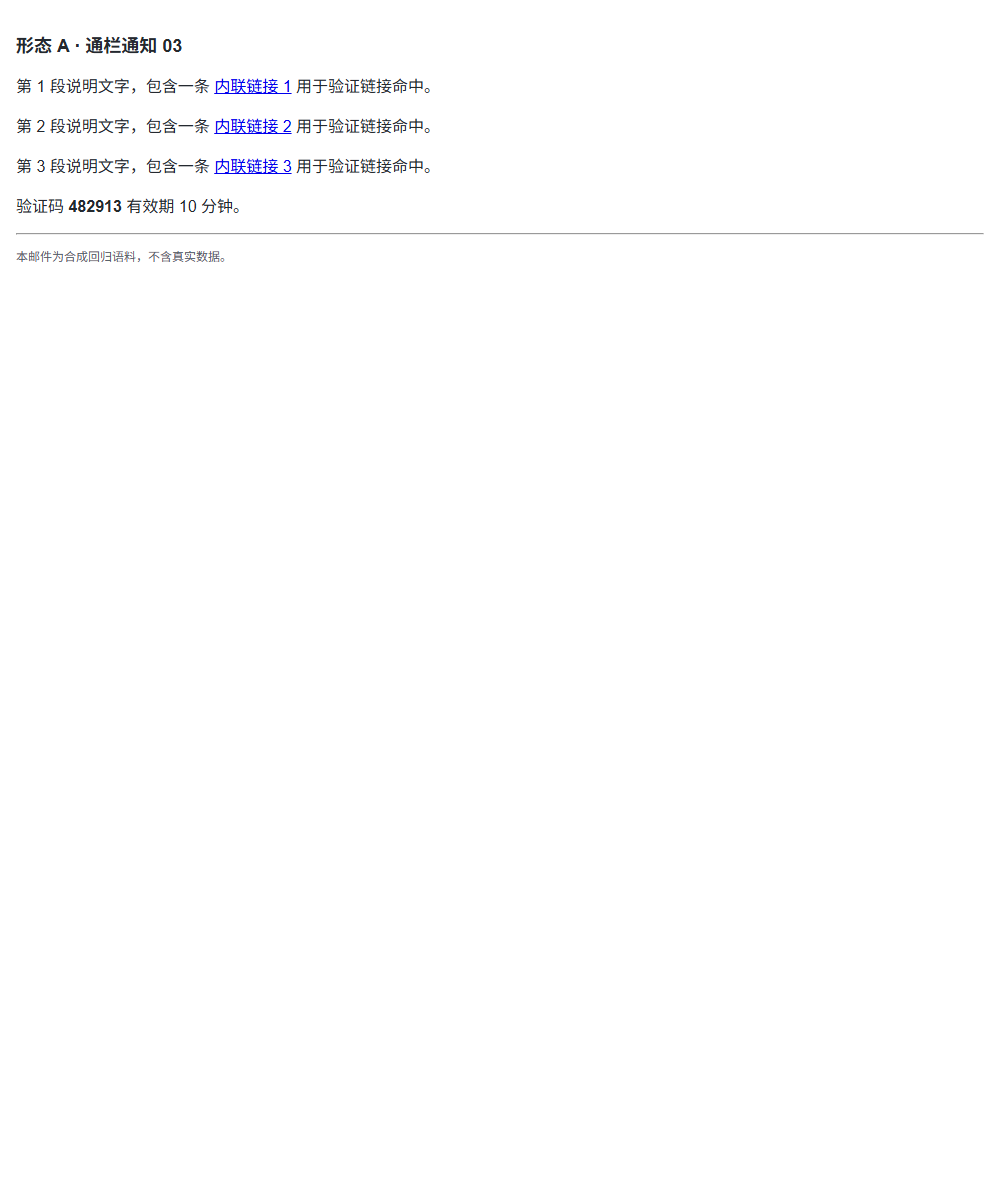 形态 A · 通栏通知 03
第 1 段说明文字，包含一条 内联链接 1 用于验证链接命中。
第 2 段说明文字，包含一条 内联链接 2 用于验证链接命中。
第 3 段说明文字，包含一条 内联链接 3 用于验证链接命中。
验证码 482913 有效期 10 分钟。
本邮件为合成回归语料，不含真实数据。